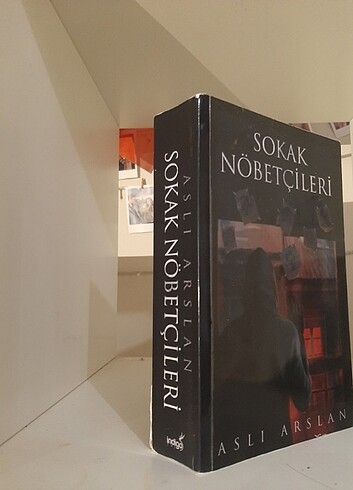 SOKAK
NÖBETÇİLERİ
ASLI ARSLAN
ASLI ARSLAN
SOKAK NÖBETÇİLERİ
indigo